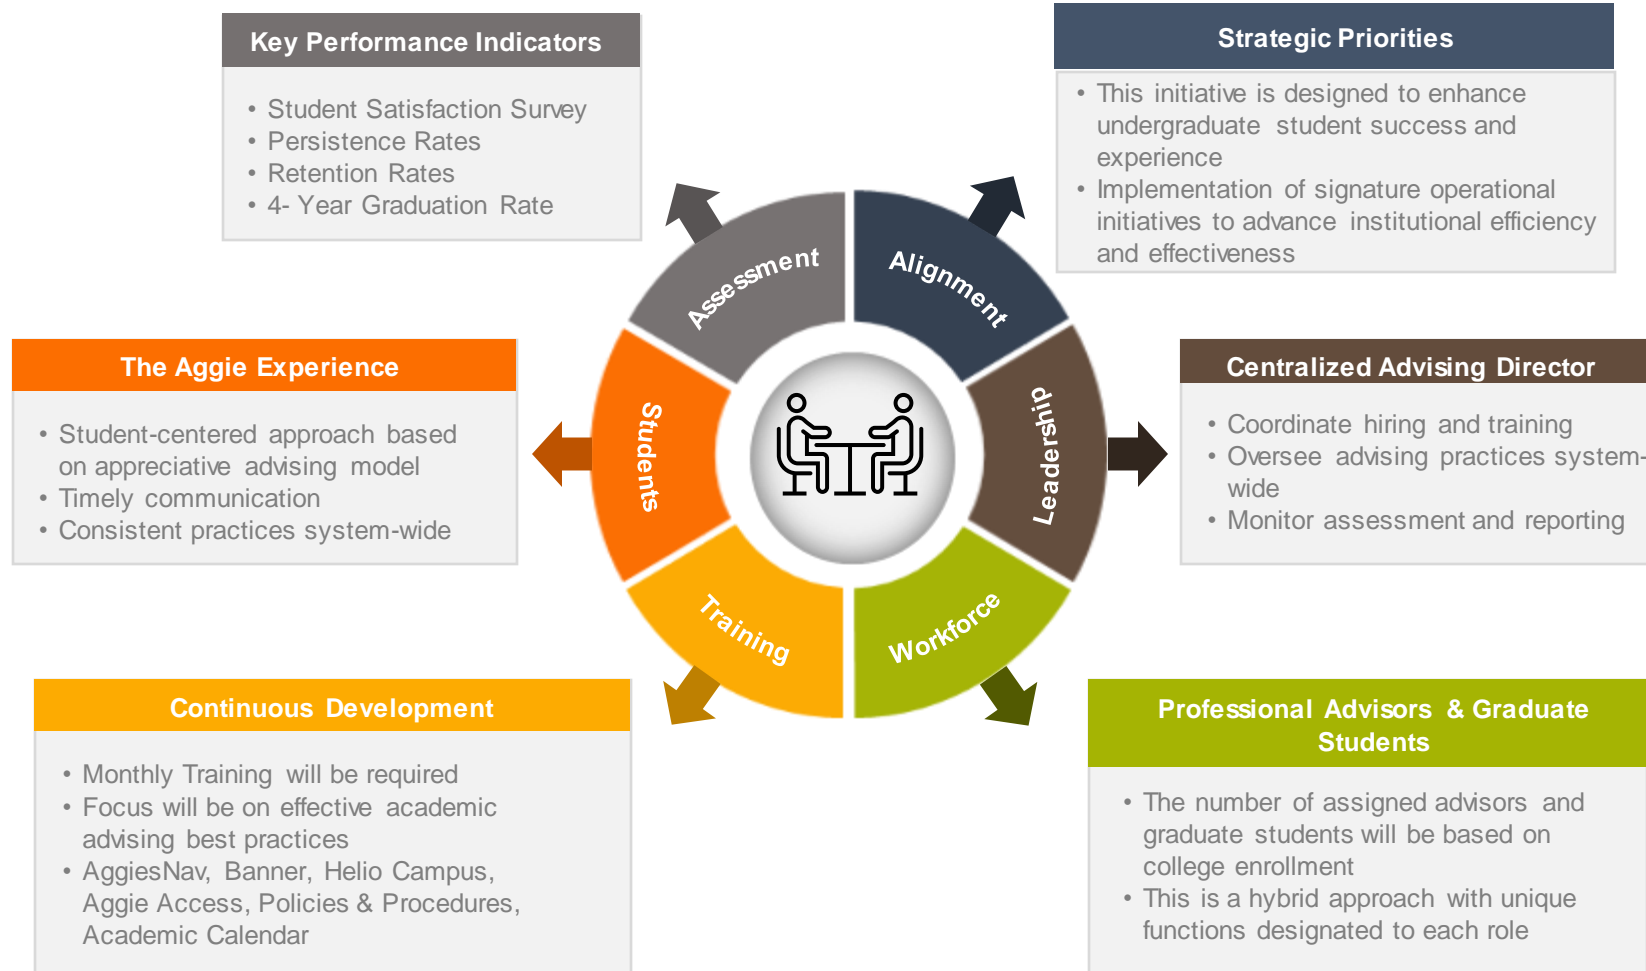 Key Performance Indicators
• Student Satisfaction Survey
• Persistence Rates
• Retention Rates
• 4- Year Graduation Rate
Strategic Priorities
• This initiative is designed to enhance
undergraduate student success and
experience
• Implementation of signature operational
initiatives to advance institutional efficiency
and effectiveness
Assessment
Alignment
The Aggie Experience
• Student-centered approach based
on appreciative advising model
• Timely communication
• Consistent practices system-wide
Students
Leadership
Centralized Advising Director
• Coordinate hiring and training
• Oversee advising practices system-
wide
• Monitor assessment and reporting
Training
Workforce
Continuous Development
• Monthly Training will be required
• Focus will be on effective academic
advising best practices
• AggiesNav, Banner, Helio Campus,
Aggie Access, Policies & Procedures,
Academic Calendar
Professional Advisors & Graduate
Students
• The number of assigned advisors and
graduate students will be based on
college enrollment
• This is a hybrid approach with unique
functions designated to each role